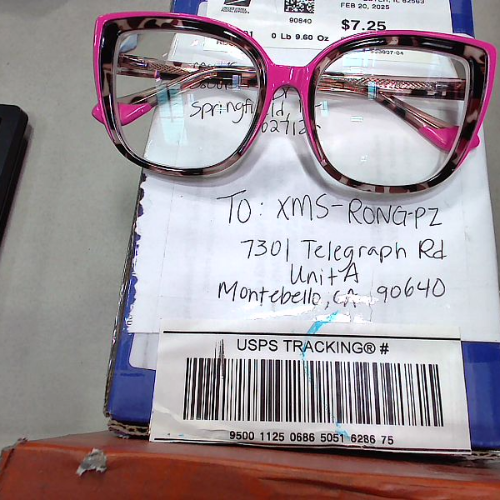 90640
FEB 20, 2025
$7.25
0 Lb 9.60 Oz
Springfield,
TO: XMS-RONG-PZ
7301 Telegraph Rd
Unit A
Montebello, CA 90640
USPS TRACKING® #
9500 1125 0686 5051 6286 75